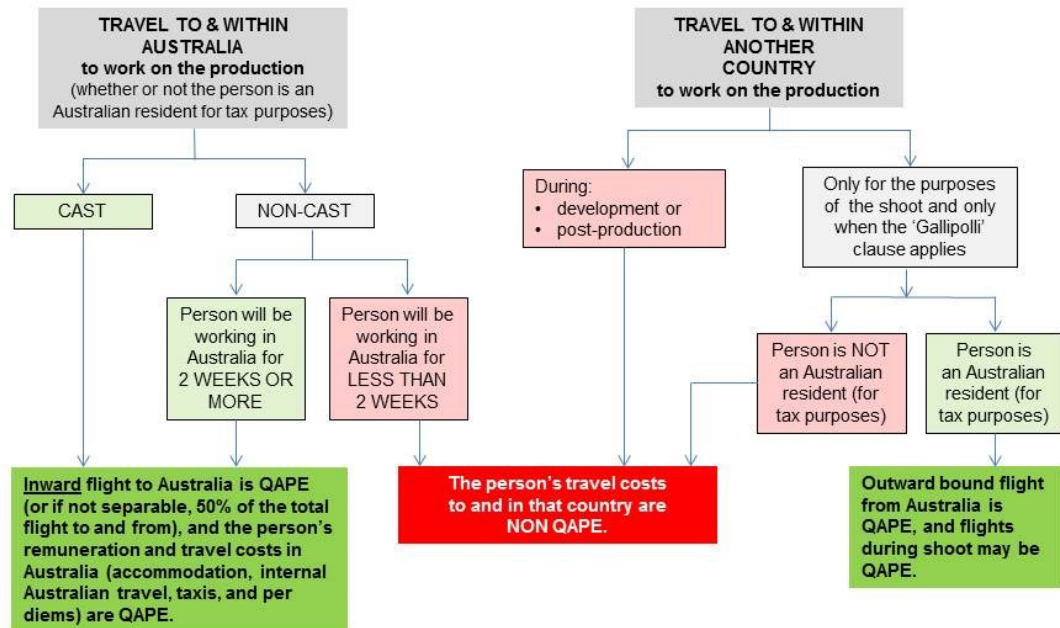 TRAVEL TO & WITHIN
AUSTRALIA
to work on the production
(whether or not the person is an
Australian resident for tax purposes)
TRAVEL TO & WITHIN
ANOTHER
COUNTRY
to work on the production
CAST
NON-CAST
During:
• development or
• post-production
Only for the purposes
of the shoot and only
when the ‘Gallipolli’
clause applies
Person will be
working in
Australia for
2 WEEKS OR
MORE
Person will be
working in
Australia for
LESS THAN
2 WEEKS
Person is NOT
an Australian
resident (for
tax purposes)
Person is
an Australian
resident (for
tax purposes)
Inward flight to Australia is QAPE
(or if not separable, 50% of the total
flight to and from), and the person’s
remuneration and travel costs in
Australia (accommodation, internal
Australian travel, taxis, and per
diems) are QAPE.
The person’s travel costs
to and in that country are
NON QAPE.
Outward bound flight
from Australia is
QAPE, and flights
during shoot may be
QAPE.